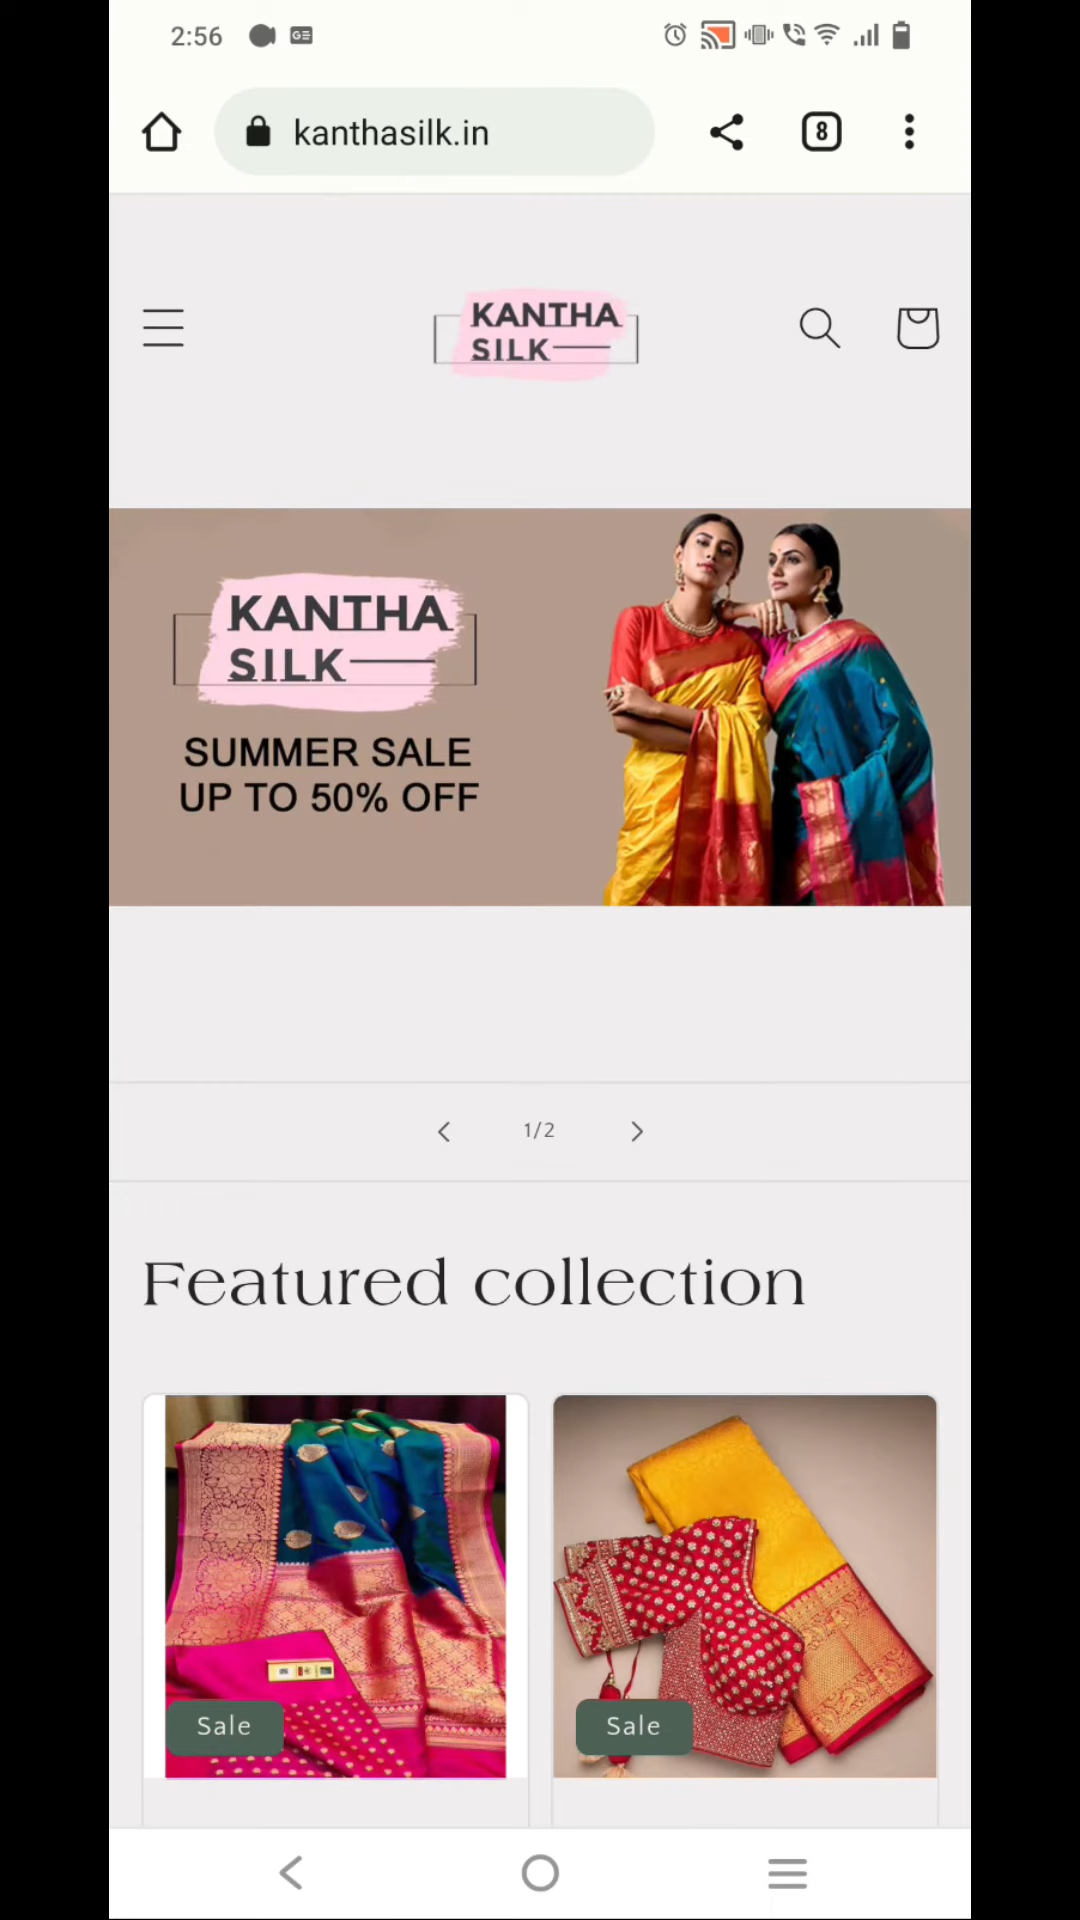 2:56
GE
kanthasilk.in
8
KANTHA
SILK
KANTHA
SILK
SUMMER SALE
UP TO 50% OFF
1/2
Featured collection
Sale
Sale